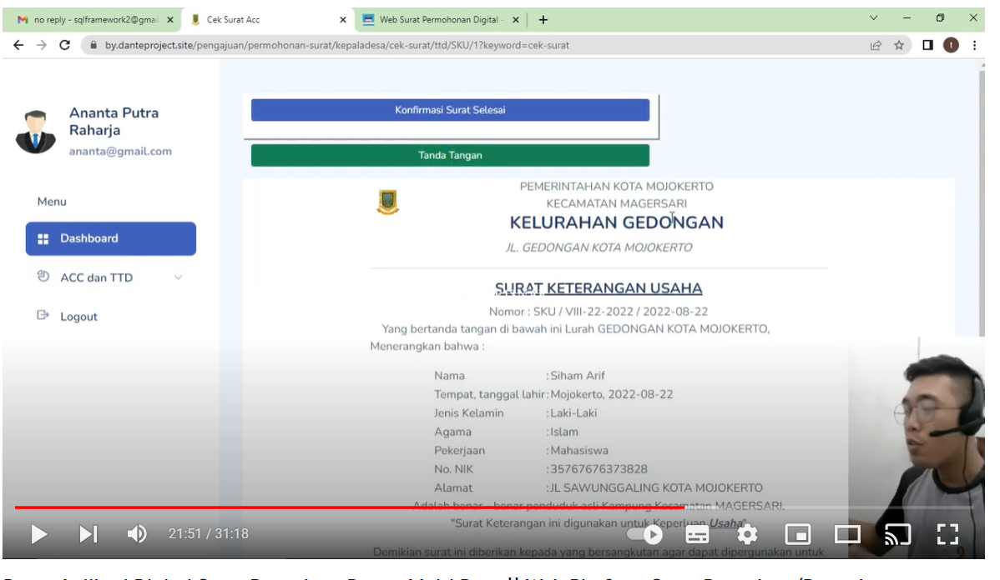 no reply - sqlframework2@gmai
Cek Surat Acc
Web Surat Permohonan Digital -
by.danteproject.site/pengajuan/permohonan-surat/kepaladesa/cek-surat/ttd/SKU/1?keyword=cek-surat
t
Ananta Putra
Raharja
ananta@gmail.com
Menu
Dashboard
ACC dan TTD
Logout
Konfirmasi Surat Selesai
Tanda Tangan
PEMERINTAHAN KOTA MOJOKERTO
KECAMATAN MAGERSARI
KELURAHAN GEDONGAN
JL. GEDONGAN KOTA MOJOKERTO
SURAT KETERANGAN USAHA
Nomor : SKU / VIII-22-2022 / 2022-08-22
Yang bertanda tangan di bawah ini Lurah GEDONGAN KOTA MOJOKERTO,
Menerangkan bahwa :
Nama : Siham Arif
Tempat, tanggal lahir : Mojokerto, 2022-08-22
Jenis Kelamin : Laki-Laki
Agama : Islam
Pekerjaan : Mahasiswa
No. NIK : 35767676373828
Alamat : JL SAWUNGGALING KOTA MOJOKERTO
Adalah benar - benar penduduk asli Kampung Kecamatan MAGERSARI.
"Surat Keterangan ini digunakan untuk Keperluan Usaha"
Demikian surat ini diberikan kepada yang bersangkutan agar dapat dipergunakan untuk
21:51 / 31:18